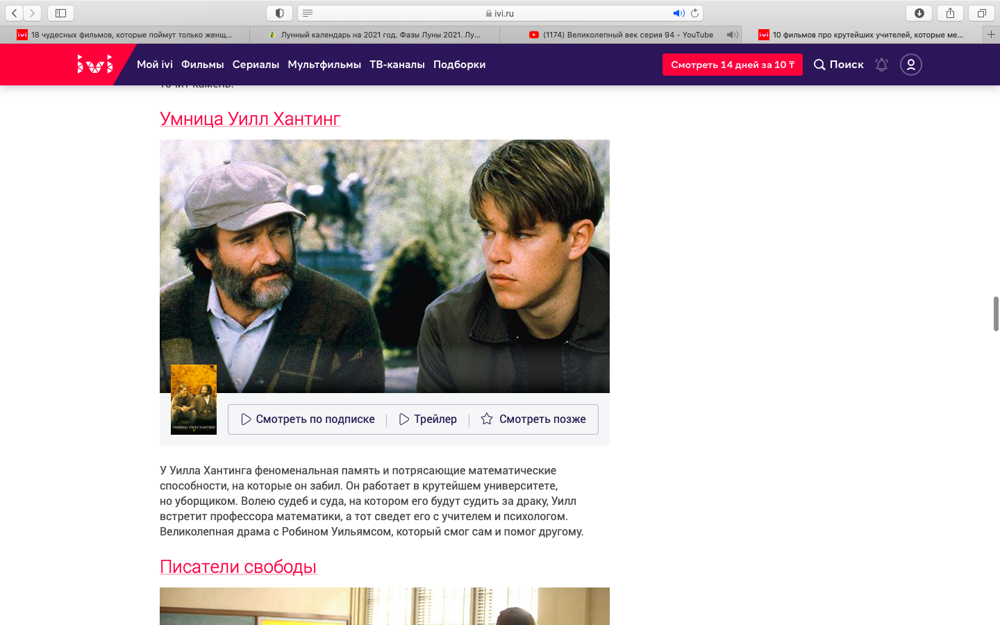 ivi.ru
18 чудесных фильмов, которые поймут только женщ...
Лунный календарь на 2021 год. Фазы Луны 2021. Лу...
(1174) Великолепный век серия 94 - YouTube
10 фильмов про крутейших учителей, которые ме...
ivi
Мой ivi Фильмы Сериалы Мультфильмы ТВ-каналы Подборки
Смотреть 14 дней за 10 ₸
Поиск
точит камень.
Умница Уилл Хантинг
УМНИЦА УИЛЛ ХАНТИНГ
Смотреть по подписке
Трейлер
Смотреть позже
У Уилла Хантинга феноменальная память и потрясающие математические
способности, на которые он забил. Он работает в крутейшем университете,
но уборщиком. Волею судеб и суда, на котором его будут судить за драку, Уилл
встретит профессора математики, а тот сведет его с учителем и психологом.
Великолепная драма с Робином Уильямсом, который смог сам и помог другому.
Писатели свободы